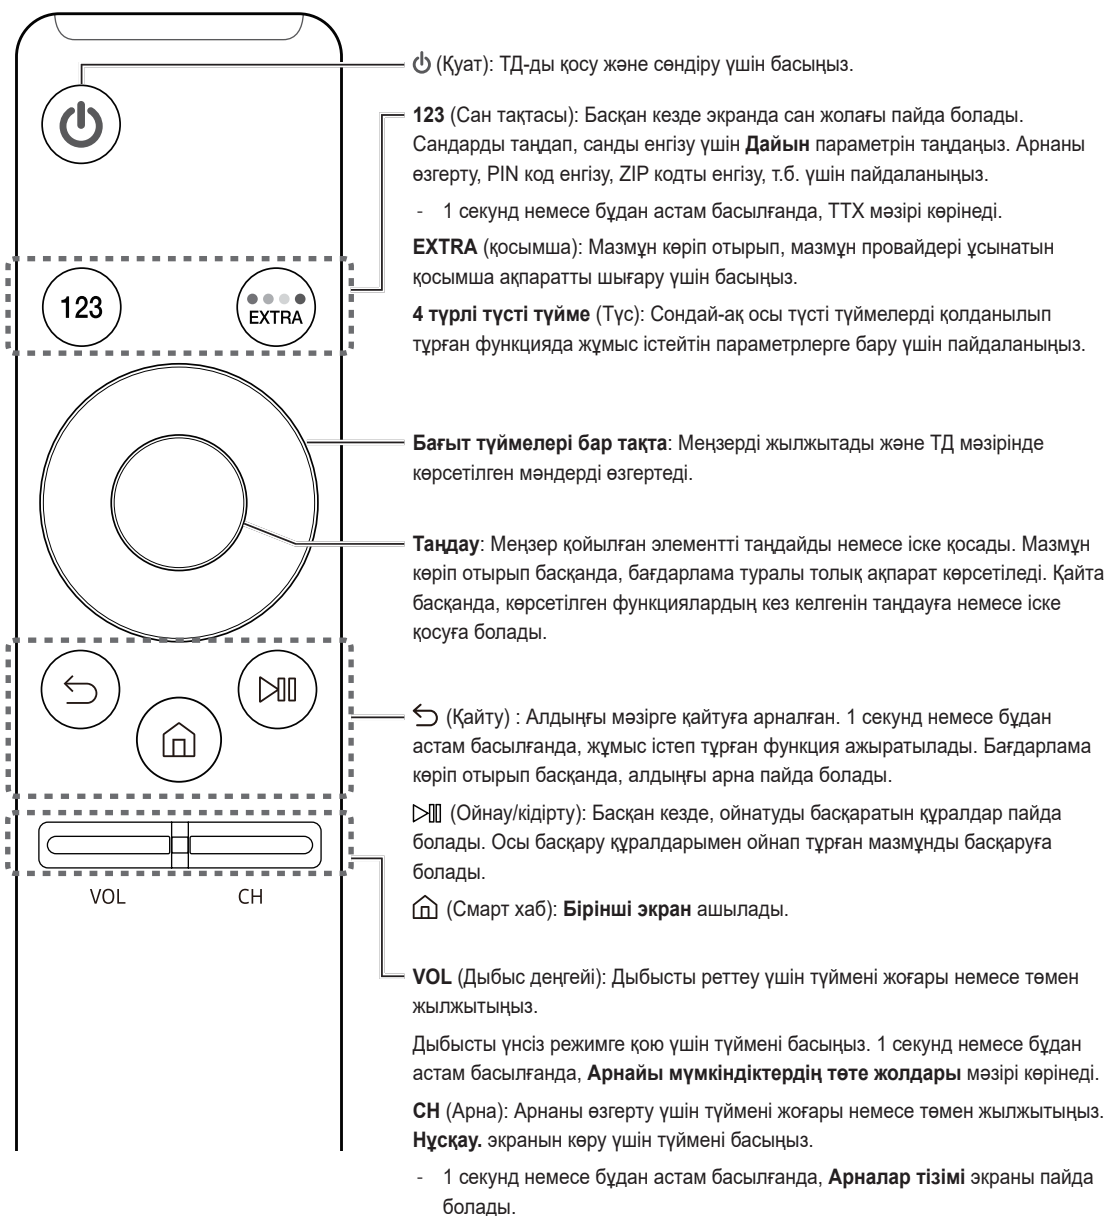 (Қуат): ТД-ды қосу және сөндіру үшін басыңыз.
123 (Сан тақтасы): Басқан кезде экранда сан жолағы пайда болады.
Сандарды таңдап, санды енгізу үшін Дайын параметрін таңдаңыз. Арнаны
өзгерту, PIN код енгізу, ZIP кодты енгізу, т.б. үшін пайдаланыңыз.
- 1 секунд немесе бұдан астам басылғанда, TTX мәзірі көрінеді.
EXTRA (қосымша): Мазмұн көріп отырып, мазмұн провайдері ұсынатын
қосымша ақпаратты шығару үшін басыңыз.
123
EXTRA
4 түрлі түсті түйме (Түс): Сондай-ақ осы түсті түймелерді қолданылып
тұрған функцияда жұмыс істейтін параметрлерге бару үшін пайдаланыңыз.
Бағыт түймелері бар тақта: Меңзерді жылжытады және ТД мәзірінде
көрсетілген мәндерді өзгертеді.
Таңдау: Меңзер қойылған элементті таңдайды немесе іске қосады. Мазмұн
көріп отырып басқанда, бағдарлама туралы толық ақпарат көрсетіледі. Қайта
басқанда, көрсетілген функциялардың кез келгенін таңдауға немесе іске
қосуға болады.
(Қайту) : Алдыңғы мәзірге қайтуға арналған. 1 секунд немесе бұдан
астам басылғанда, жұмыс істеп тұрған функция ажыратылады. Бағдарлама
көріп отырып басқанда, алдыңғы арна пайда болады.
(Ойнау/кідірту): Басқан кезде, ойнатуды басқаратын құралдар пайда
болады. Осы басқару құралдарымен ойнап тұрған мазмұнды басқаруға
болады.
(Смарт хаб): Бірінші экран ашылады.
VOL
CH
VOL (Дыбыс деңгейі): Дыбысты реттеу үшін түймені жоғары немесе төмен
жылжытыңыз.
Дыбысты үнсіз режимге қою үшін түймені басыңыз. 1 секунд немесе бұдан
астам басылғанда, Арнайы мүмкіндіктердің төте жолдары мәзірі көрінеді.
CH (Арна): Арнаны өзгерту үшін түймені жоғары немесе төмен жылжытыңыз.
Нұсқау. экранын көру үшін түймені басыңыз.
- 1 секунд немесе бұдан астам басылғанда, Арналар тізімі экраны пайда
болады.